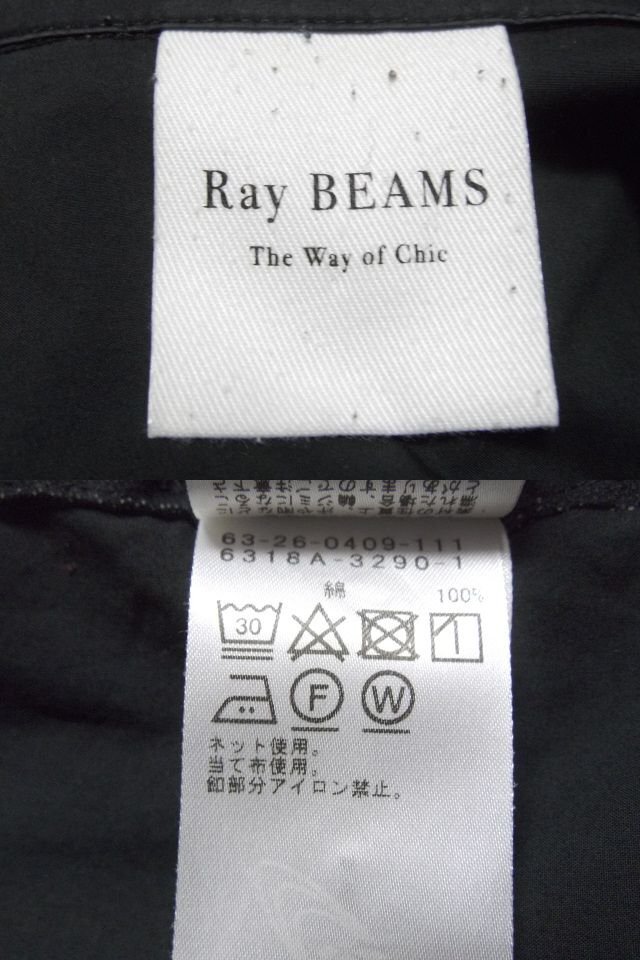 Ray BEAMS
The Way of Chic
63-26-0409-111
6318A-3290-1
綿 100%
30
F W
ネット使用。
当て布使用。
釦部分アイロン禁止。